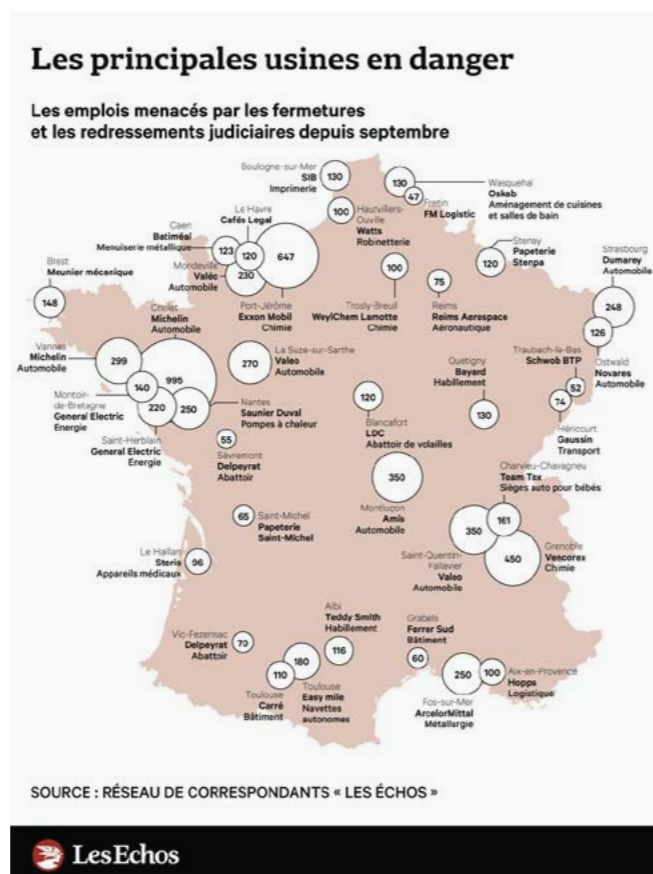 Les principales usines en danger
Les emplois menacés par les fermetures
et les redressements judiciaires depuis septembre
Boulogne-sur-Mer
SIB
Imprimerie
130
130
47
Wasquehal
Oskab
Aménagement de cuisines
et salles de bain
Fretin
FM Logistic
100
Hautvillers-
Ouville
Watts
Robinetterie
Le Havre
Cafés Legal
120
Caen
Batiméal
Menuiserie métallique
123
Mondeville
Valéo
Automobile
230
647
Port-Jérôme
Exxon Mobil
Chimie
100
Trosly-Breuil
WeylChem Lamotte
Chimie
75
Reims
Reims Aerospace
Aéronautique
Stenay
Papeterie
Stenpa
120
Strasbourg
Dumarey
Automobile
248
126
Ostwald
Novares
Automobile
Brest
Meunier mécanique
148
Cholet
Michelin
Automobile
995
Vannes
Michelin
Automobile
299
140
Montoir-
de-Bretagne
General Electric
Energie
220
Saint-Herblain
General Electric
Energie
250
Nantes
Saunier Duval
Pompes à chaleur
270
La Suze-sur-Sarthe
Valeo
Automobile
Traubach-le-Bas
Schwob BTP
52
74
Héricourt
Gaussin
Transport
Quetigny
Bayard
Habillement
130
120
Blancafort
LDC
Abattoir de volailles
55
Sèvremont
Delpeyrat
Abattoir
350
Montluçon
Amis
Automobile
Charvieu-Chavagneu
Team Tex
Sièges auto pour bébés
161
350
Saint-Quentin-
Fallavier
Valeo
Automobile
450
Grenoble
Vencorex
Chimie
65
Saint-Michel
Papeterie
Saint-Michel
Le Haillan
Steris
Appareils médicaux
96
Vic-Fezensac
Delpeyrat
Abattoir
70
Albi
Teddy Smith
Habillement
116
180
Toulouse
Easy mile
Navettes
autonomes
110
Toulouse
Carré
Bâtiment
Grabels
Ferrer Sud
Bâtiment
60
250
Fos-sur-Mer
ArcelorMittal
Métallurgie
100
Aix-en-Provence
Hopps
Logistique
SOURCE : RÉSEAU DE CORRESPONDANTS « LES ÉCHOS »
LesEchos